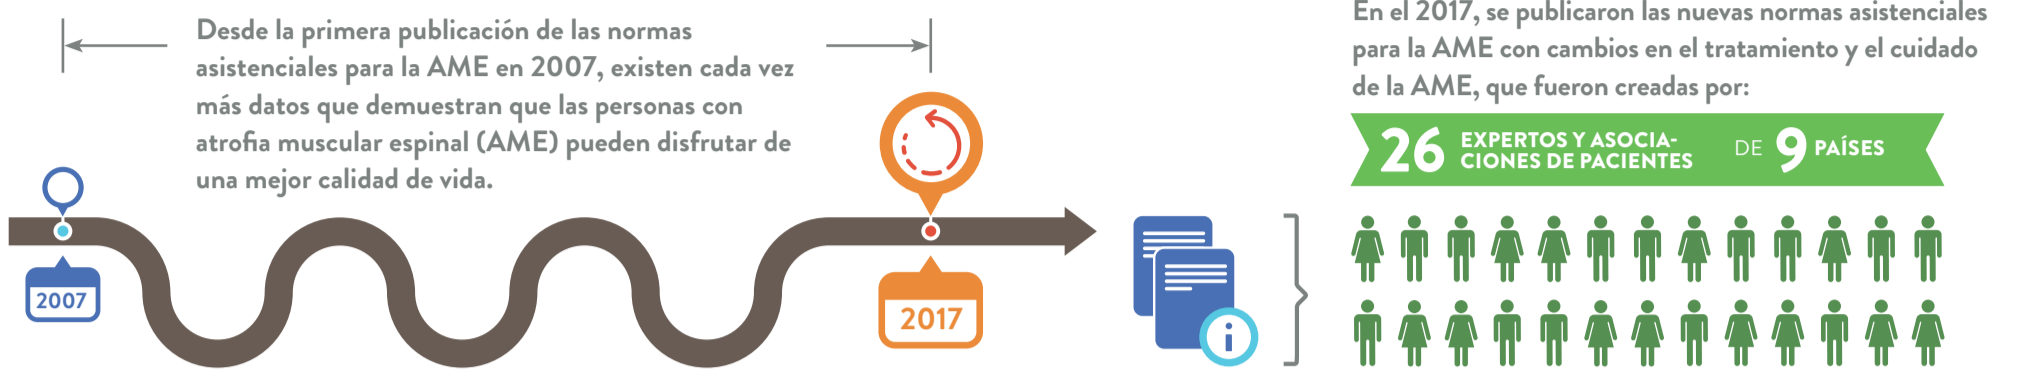 Desde la primera publicación de las normas
asistenciales para la AME en 2007, existen cada vez
más datos que demuestran que las personas con
atrofia muscular espinal (AME) pueden disfrutar de
una mejor calidad de vida.
2007
2017
i
En el 2017, se publicaron las nuevas normas asistenciales
para la AME con cambios en el tratamiento y el cuidado
de la AME, que fueron creadas por:
26 EXPERTOS Y ASOCIA-
CIONES DE PACIENTES DE 9 PAÍSES